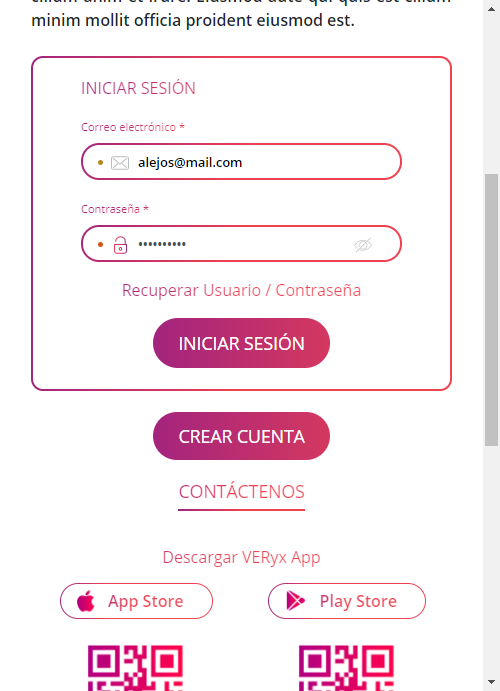 minim mollit officia proident eiusmod est.
INICIAR SESIÓN
Correo electrónico *
alejos@mail.com
Contraseña *
••••••••••
Recuperar Usuario / Contraseña
INICIAR SESIÓN
CREAR CUENTA
CONTÁCTENOS
Descargar VERyx App
App Store
Play Store